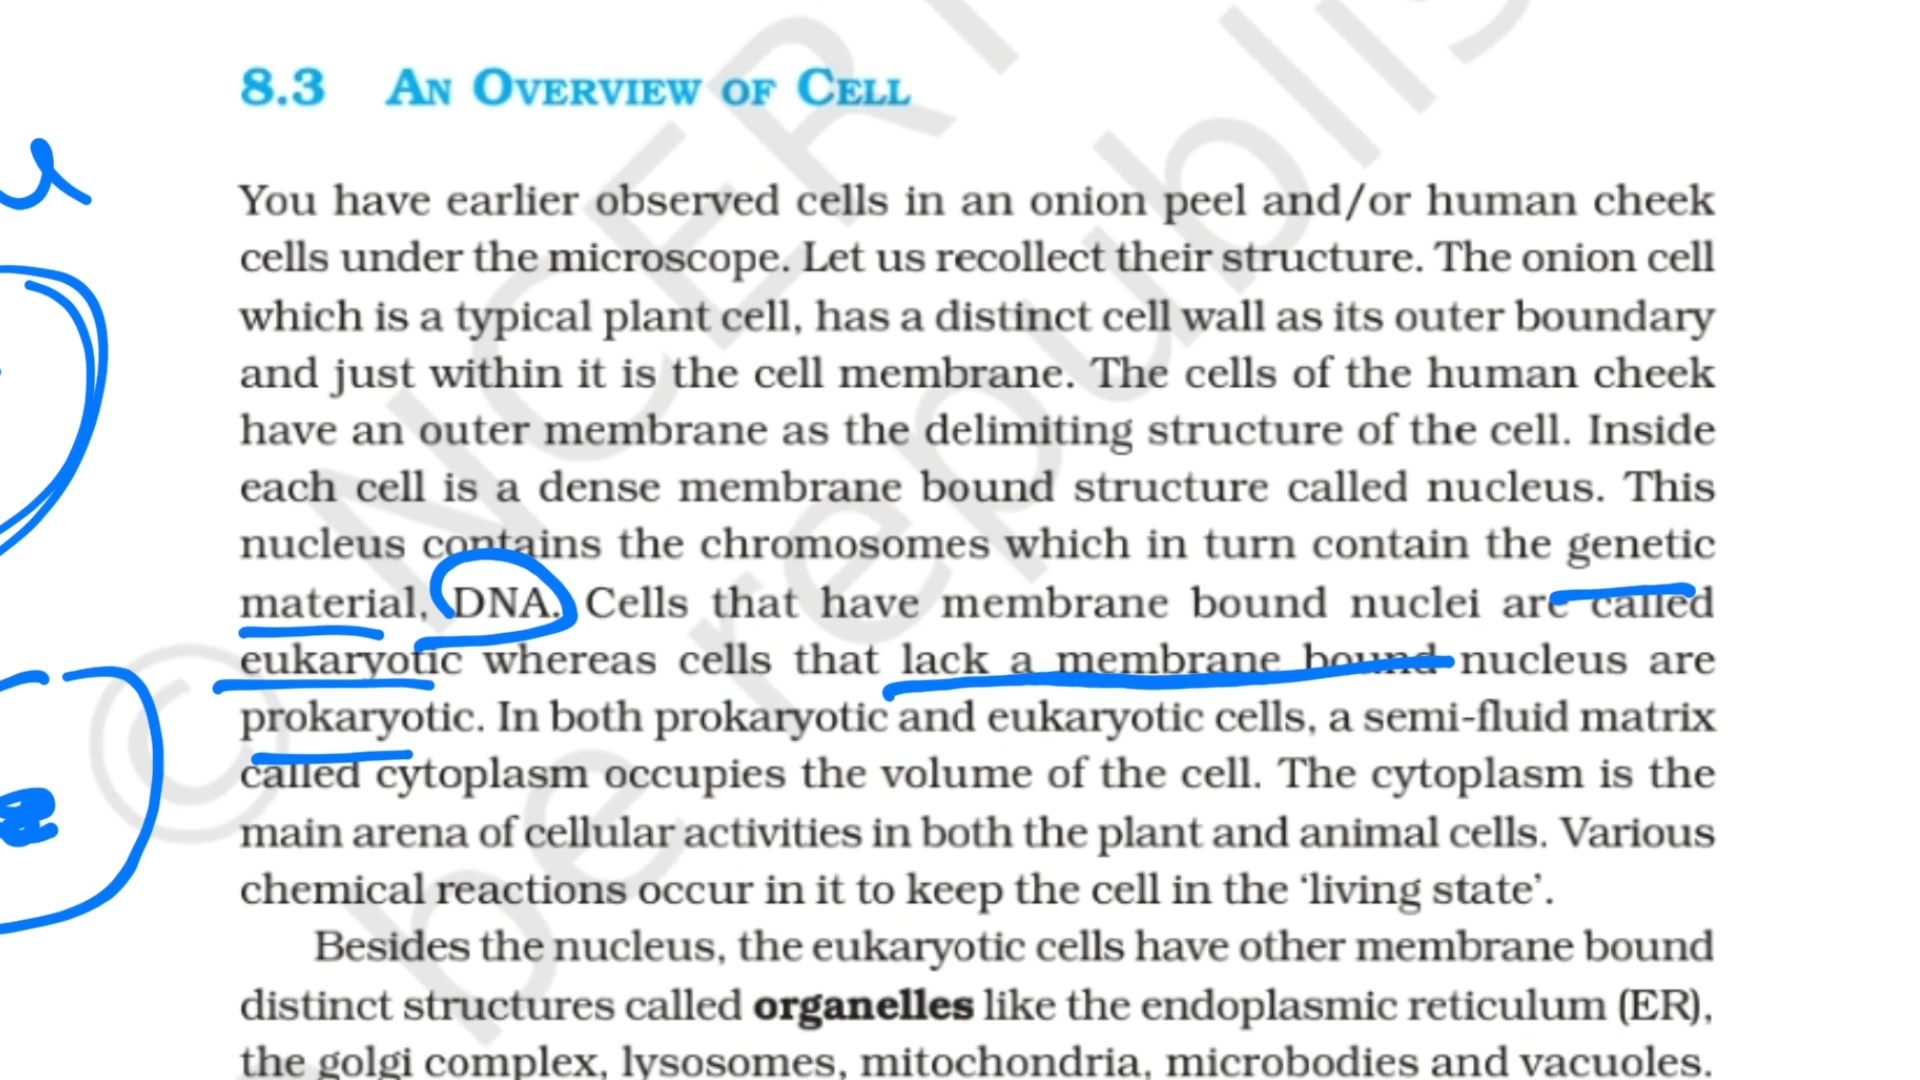 8.3 AN OVERVIEW OF CELL
You have earlier observed cells in an onion peel and/or human cheek
cells under the microscope. Let us recollect their structure. The onion cell
which is a typical plant cell, has a distinct cell wall as its outer boundary
and just within it is the cell membrane. The cells of the human cheek
have an outer membrane as the delimiting structure of the cell. Inside
each cell is a dense membrane bound structure called nucleus. This
nucleus contains the chromosomes which in turn contain the genetic
material, DNA. Cells that have membrane bound nuclei are called
eukaryotic whereas cells that lack a membrane bound nucleus are
prokaryotic. In both prokaryotic and eukaryotic cells, a semi-fluid matrix
called cytoplasm occupies the volume of the cell. The cytoplasm is the
main arena of cellular activities in both the plant and animal cells. Various
chemical reactions occur in it to keep the cell in the ‘living state’.
Besides the nucleus, the eukaryotic cells have other membrane bound
distinct structures called organelles like the endoplasmic reticulum (ER),
the golgi complex, lysosomes, mitochondria, microbodies and vacuoles.
© NCERT
be republis